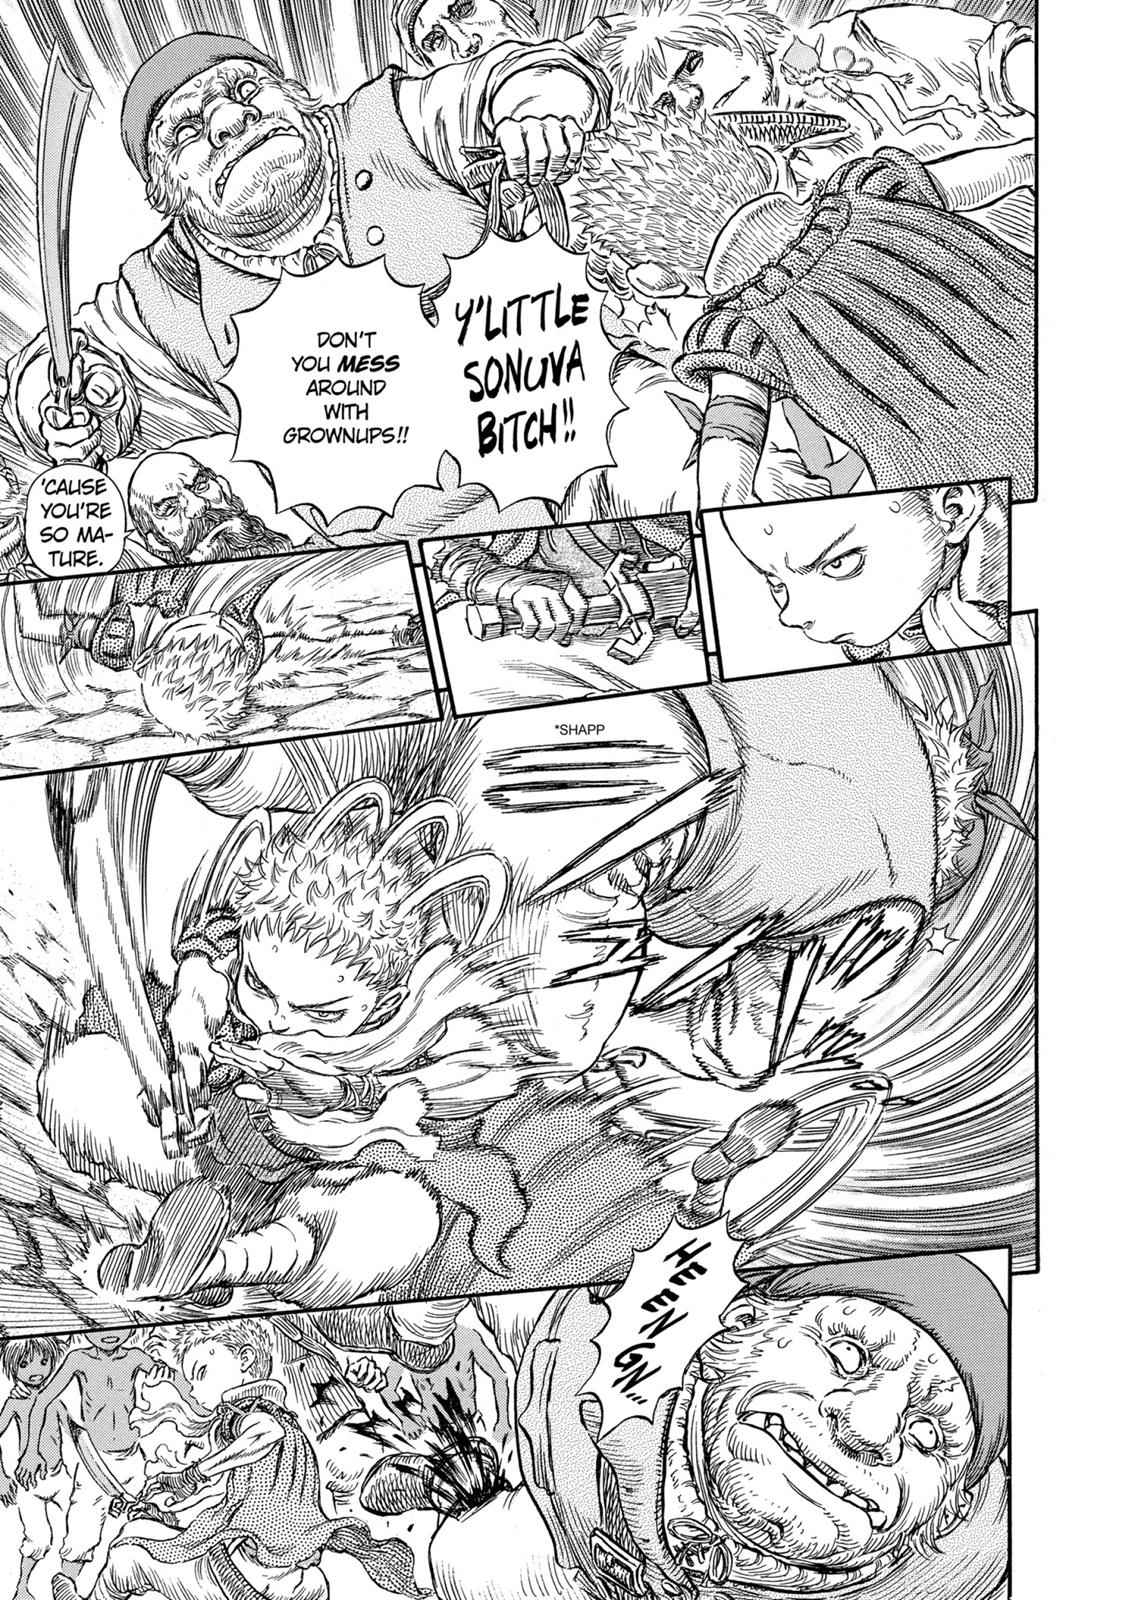 Y'LITTLE
SONUVA
BITCH!!
DON'T
YOU MESS
AROUND
WITH
GROWNUPS!!
'CAUSE
YOU'RE
SO MA-
TURE.
*SHAPP
HEENGN...